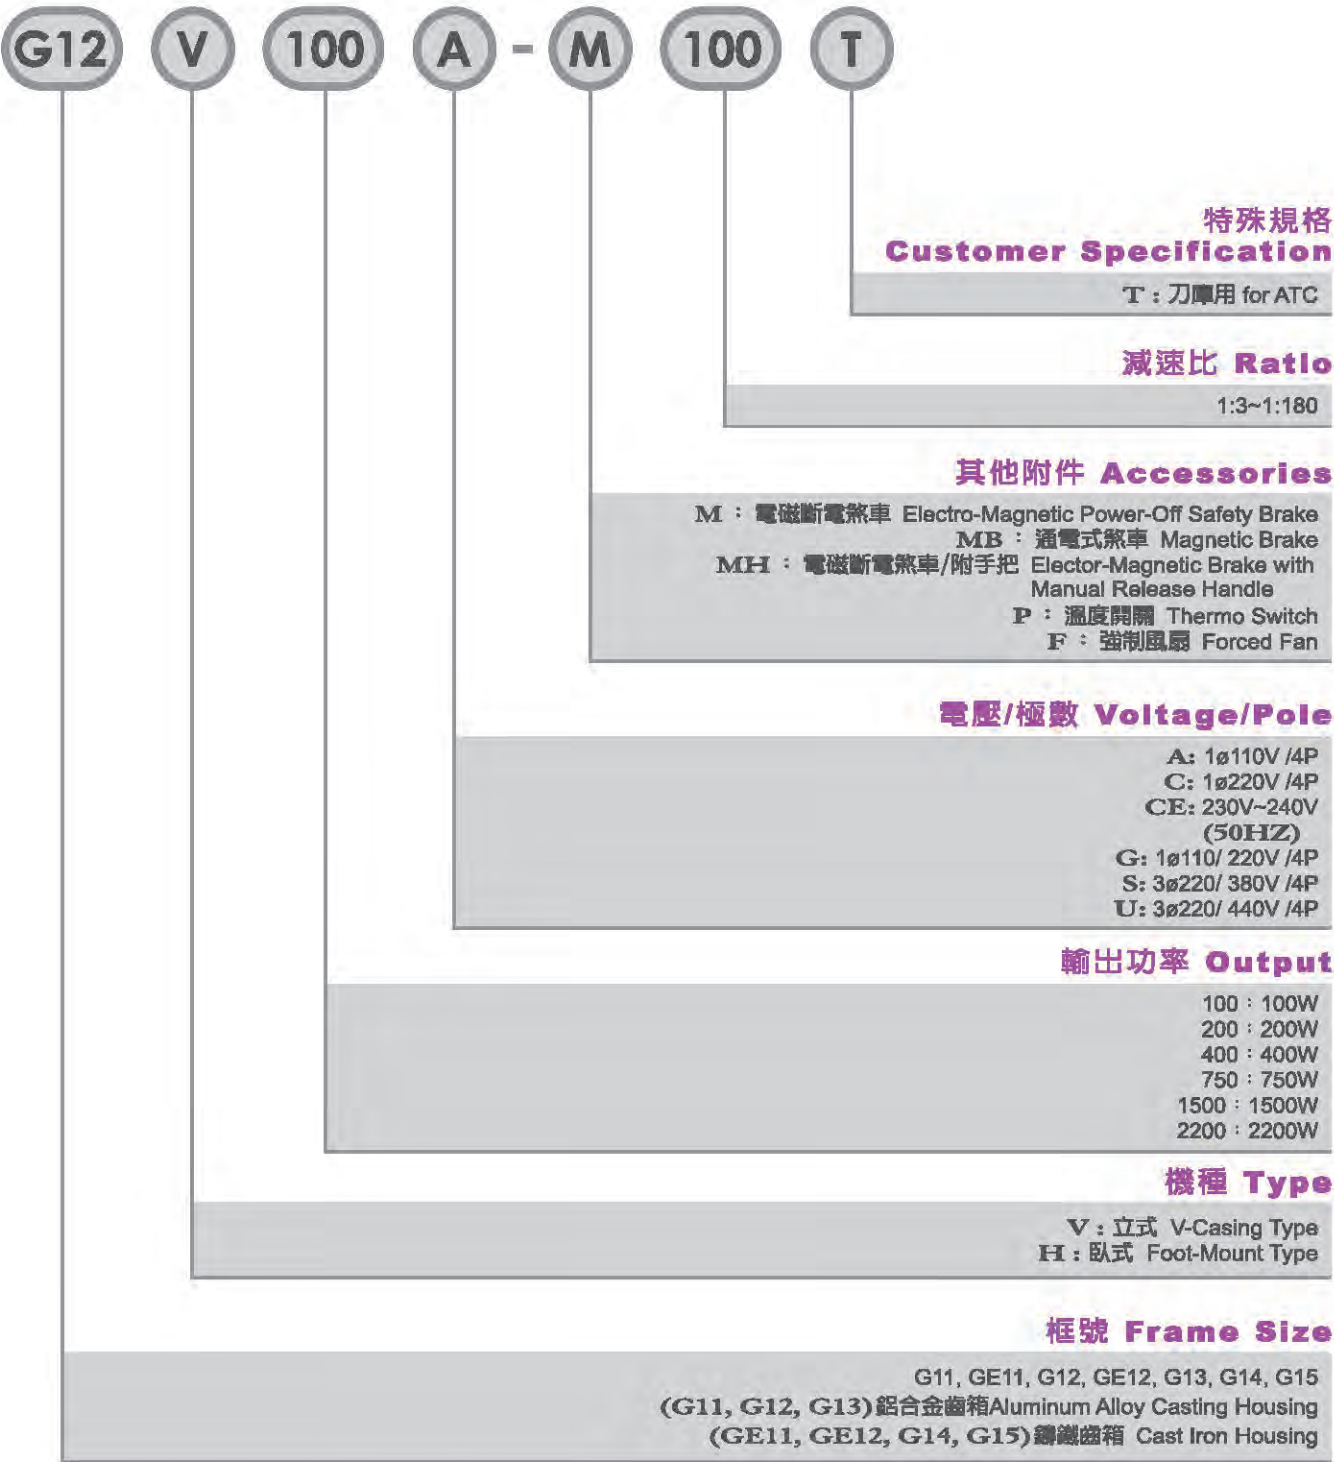 G12 V 100 A - M 100 T
特殊規格
Customer Specification
T : 刀庫用 for ATC
減速比 Ratio
1:3~1:180
其他附件 Accessories
M : 電磁斷電煞車 Electro-Magnetic Power-Off Safety Brake
MB : 通電式煞車 Magnetic Brake
MH : 電磁斷電煞車/附手把 Elector-Magnetic Brake with
Manual Release Handle
P : 溫度開關 Thermo Switch
F : 強制風扇 Forced Fan
電壓/極數 Voltage/Pole
A: 1ø110V /4P
C: 1ø220V /4P
CE: 230V~240V
(50HZ)
G: 1ø110/ 220V /4P
S: 3ø220/ 380V /4P
U: 3ø220/ 440V /4P
輸出功率 Output
100 : 100W
200 : 200W
400 : 400W
750 : 750W
1500 : 1500W
2200 : 2200W
機種 Type
V : 立式 V-Casing Type
H : 臥式 Foot-Mount Type
框號 Frame Size
G11, GE11, G12, GE12, G13, G14, G15
(G11, G12, G13)鋁合金齒箱Aluminum Alloy Casting Housing
(GE11, GE12, G14, G15)鑄鐵齒箱 Cast Iron Housing